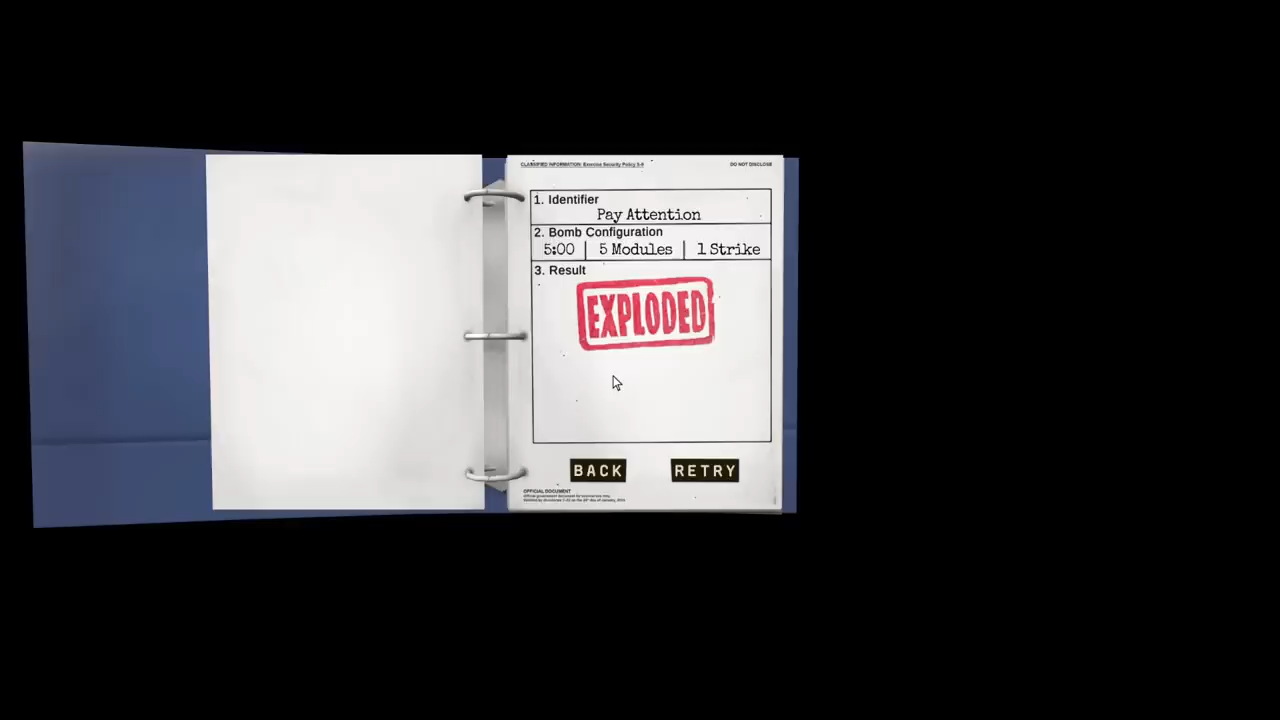 CLASSIFIED INFORMATION: Exercise Security Policy 5-9
DO NOT DISCLOSE
1. Identifier
Pay Attention
2. Bomb Configuration
5:00 | 5 Modules | 1 Strike
3. Result
EXPLODED
BACK
RETRY
OFFICIAL DOCUMENT